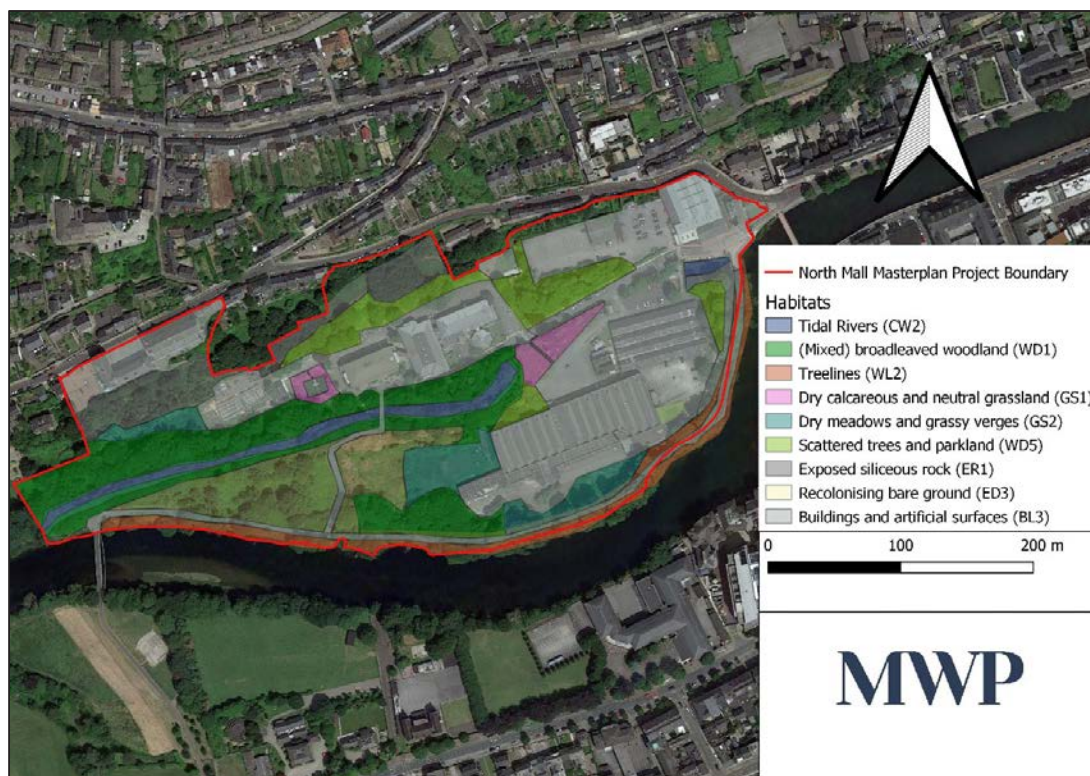 North Mall Masterplan Project Boundary
Habitats
Tidal Rivers (CW2)
(Mixed) broadleaved woodland (WD1)
Treelines (WL2)
Dry calcareous and neutral grassland (GS1)
Dry meadows and grassy verges (GS2)
Scattered trees and parkland (WD5)
Exposed siliceous rock (ER1)
Recolonising bare ground (ED3)
Buildings and artificial surfaces (BL3)
0 100 200 m
MWP